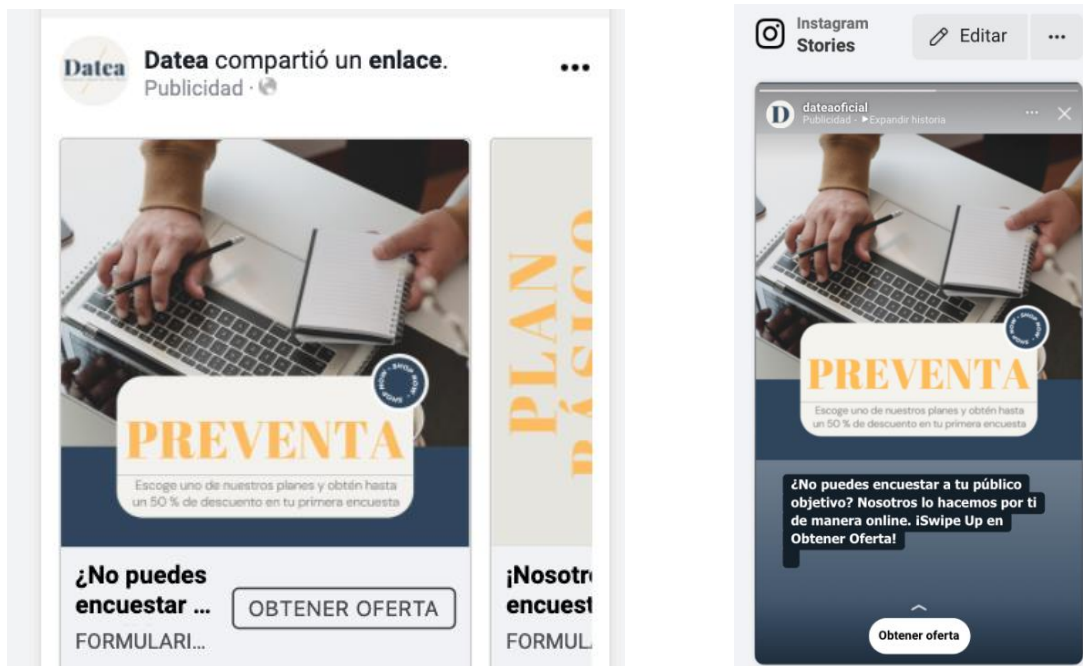 Datea
Datea compartió un enlace.
Publicidad ·
PREVENTA
Escoge uno de nuestros planes y obtén hasta
un 50 % de descuento en tu primera encuesta
SHOP NOW · SHOP NOW ·
¿No puedes
encuestar ...
OBTENER OFERTA
FORMULARI...
PLAN
BÁSICO
¡Nosotr
encuest
FORMUL
Instagram
Stories
Editar
D
dateaoficial
Publicidad · Expandir historia
SHOP NOW · SHOP NOW ·
PREVENTA
Escoge uno de nuestros planes y obtén hasta
un 50 % de descuento en tu primera encuesta
¿No puedes encuestar a tu público
objetivo? Nosotros lo hacemos por ti
de manera online. ¡Swipe Up en
Obtener Oferta!
Obtener oferta